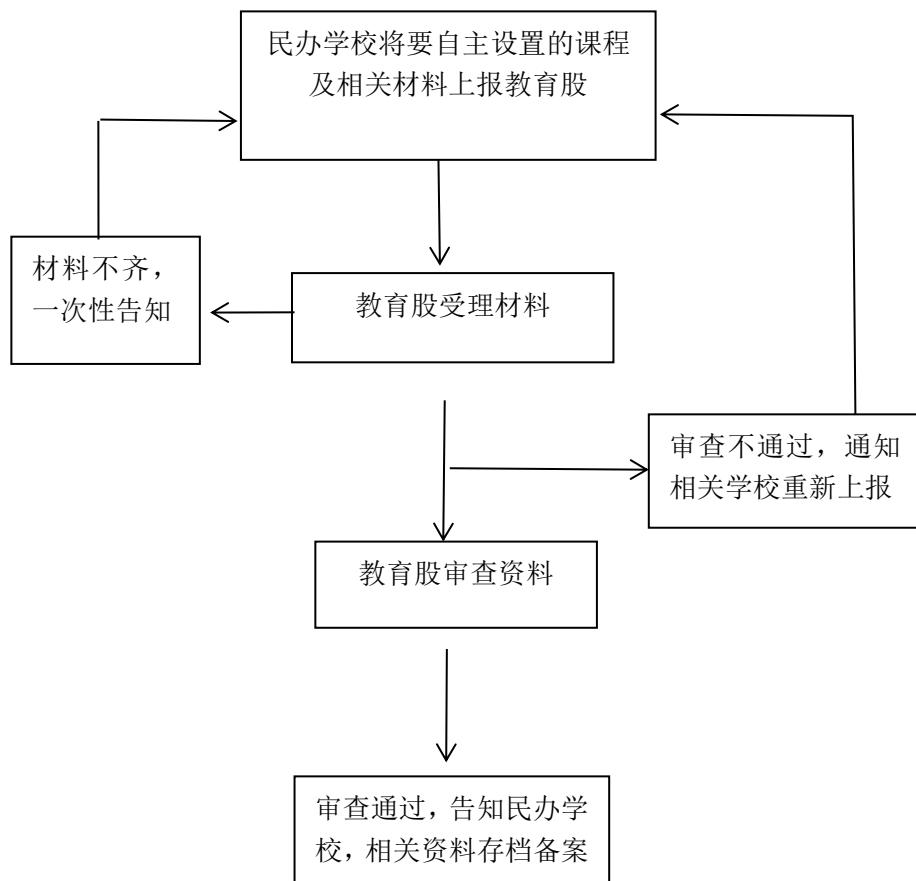 民办学校将要自主设置的课程
及相关材料上报教育股
材料不齐，
一次性告知
教育股受理材料
审查不通过，通知
相关学校重新上报
教育股审查资料
审查通过，告知民办学
校，相关资料存档备案